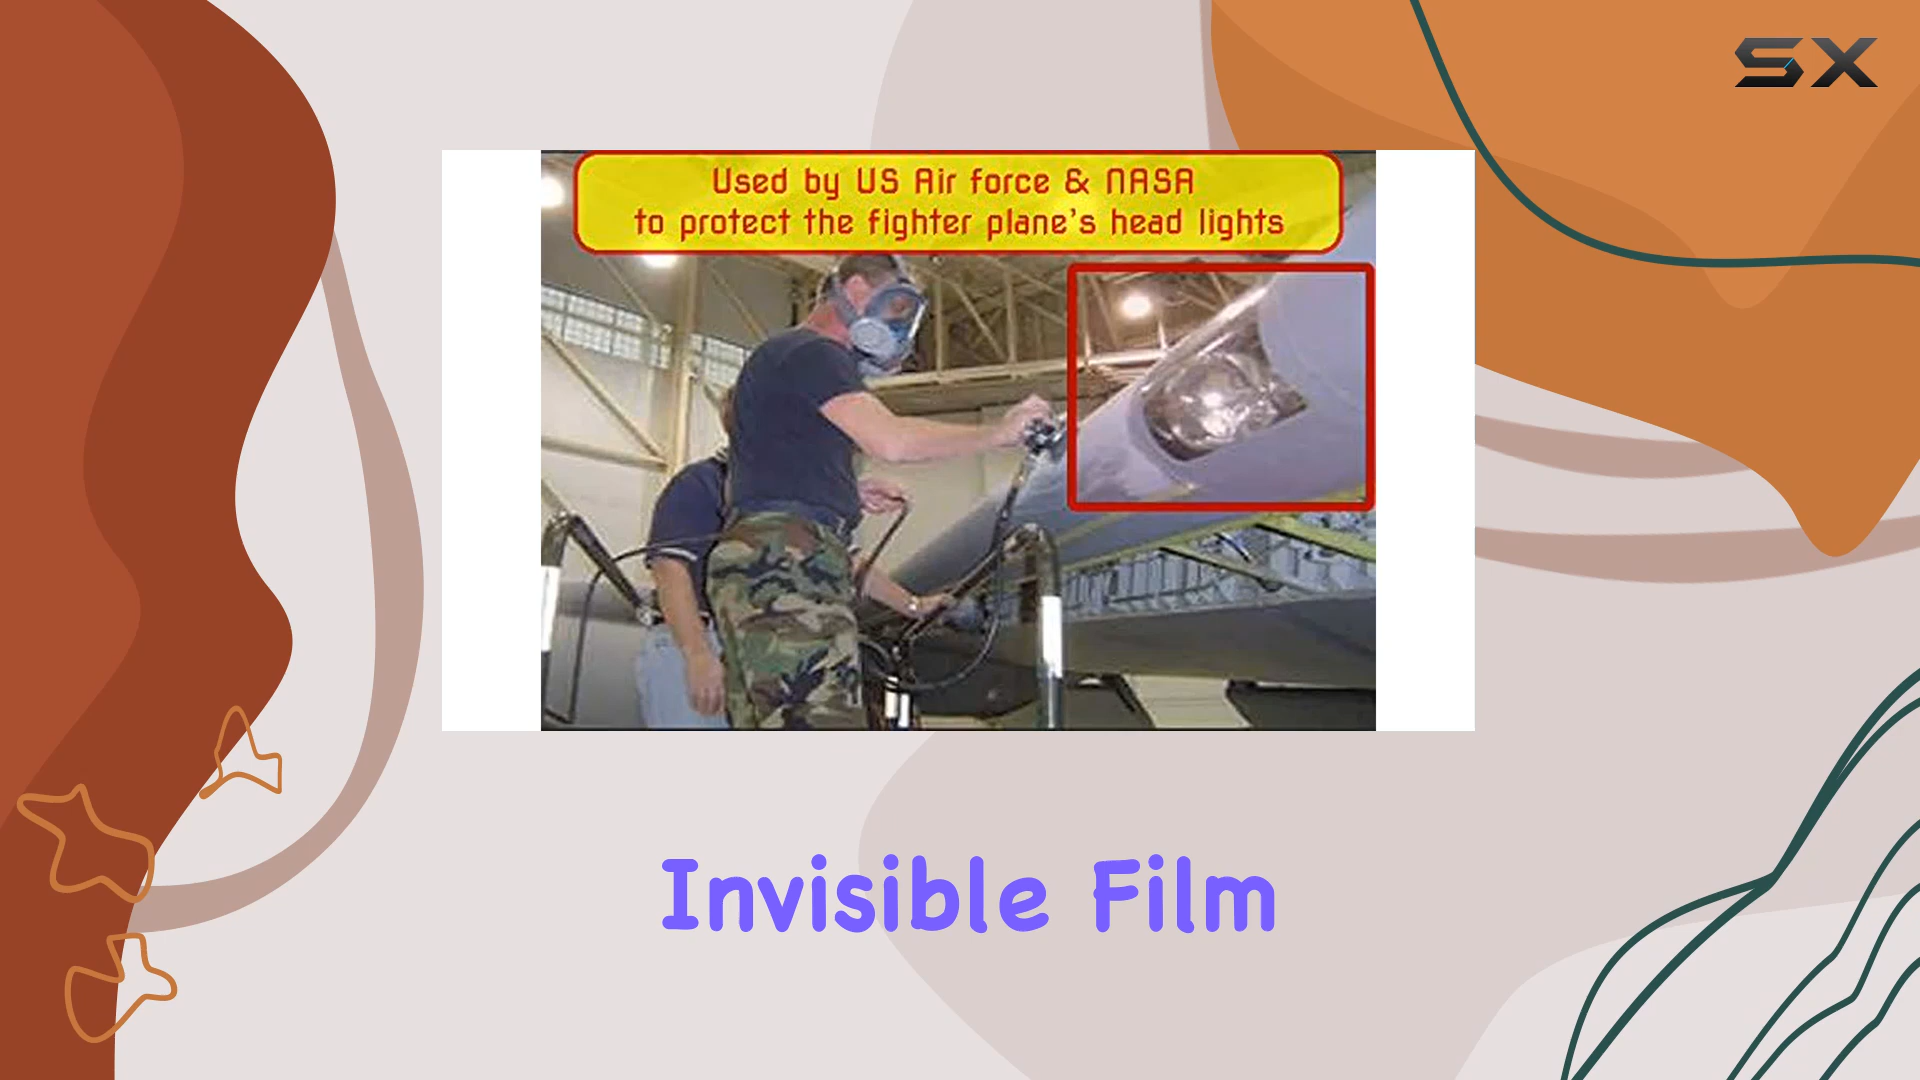 SX
Used by US Air force & NASA
to protect the fighter plane's head lights
Invisible Film